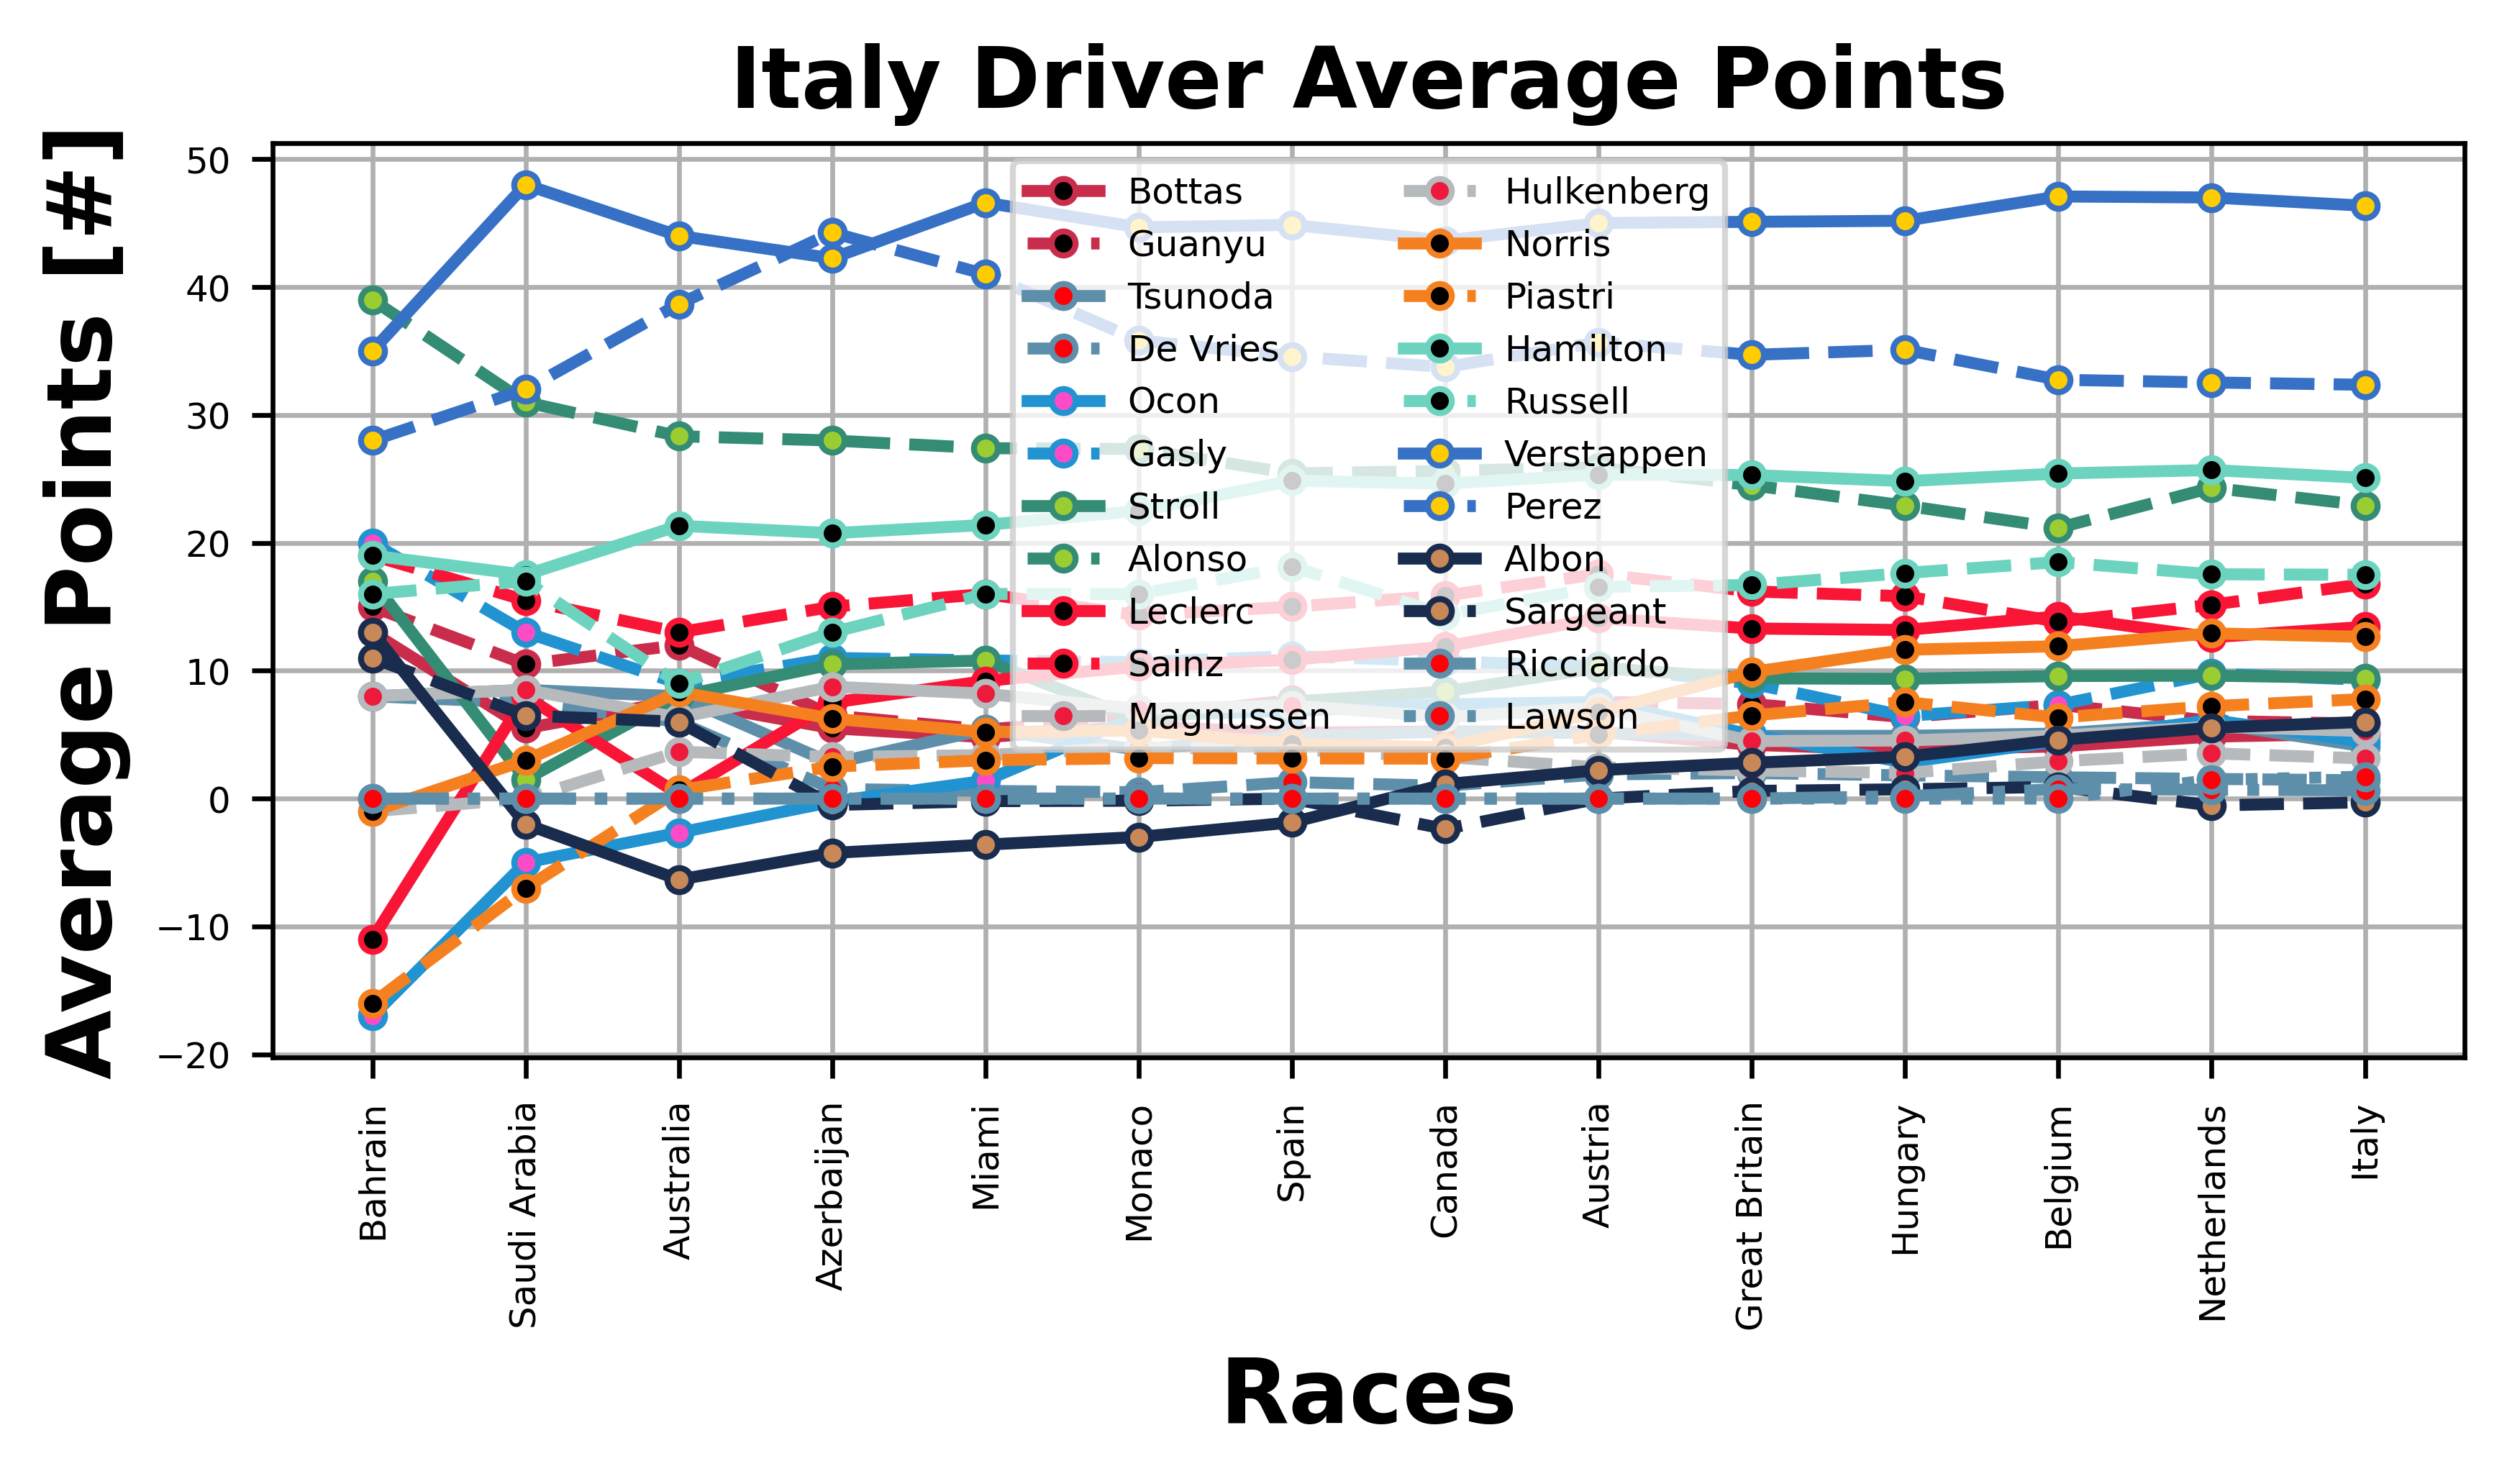 Italy Driver Average Points
Average Points [#]
50
40
30
20
10
0
−10
−20
Bottas
Guanyu
Tsunoda
De Vries
Ocon
Gasly
Stroll
Alonso
Leclerc
Sainz
Magnussen
Hulkenberg
Norris
Piastri
Hamilton
Russell
Verstappen
Perez
Albon
Sargeant
Ricciardo
Lawson
Bahrain
Saudi Arabia
Australia
Azerbaijan
Miami
Monaco
Spain
Canada
Austria
Great Britain
Hungary
Belgium
Netherlands
Italy
Races